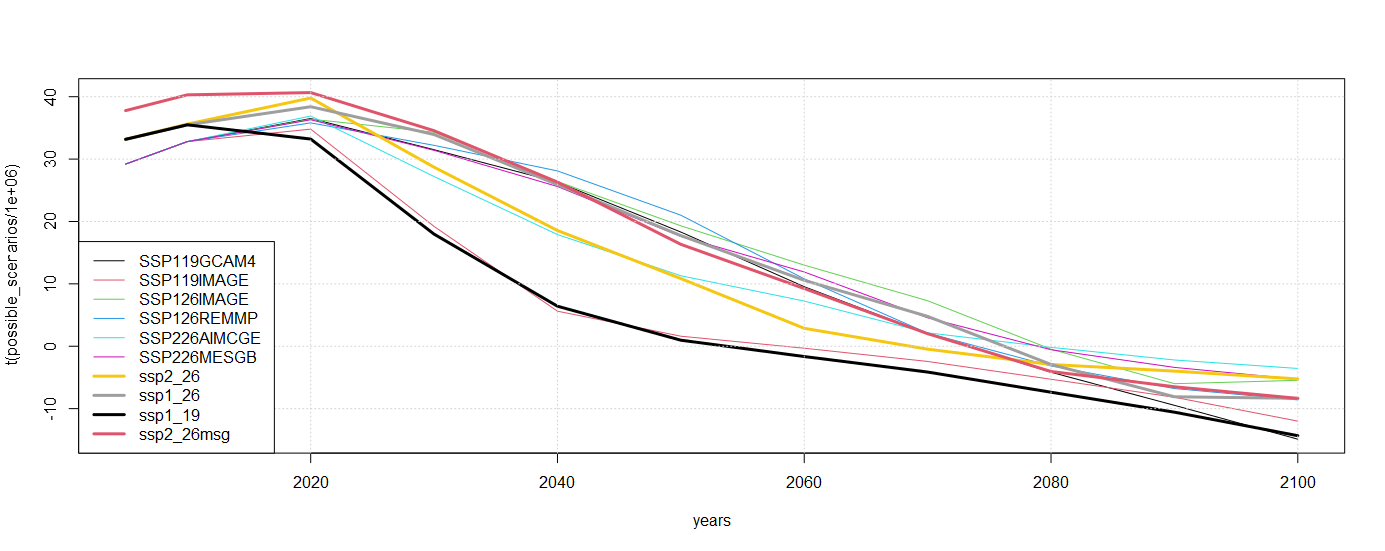 t(possible_scenarios/1e+06)
40
30
20
10
0
-10
SSP119GCAM4
SSP119IMAGE
SSP126IMAGE
SSP126REMMP
SSP226AIMCGE
SSP226MESGB
ssp2_26
ssp1_26
ssp1_19
ssp2_26msg
2020 2040 2060 2080 2100
years